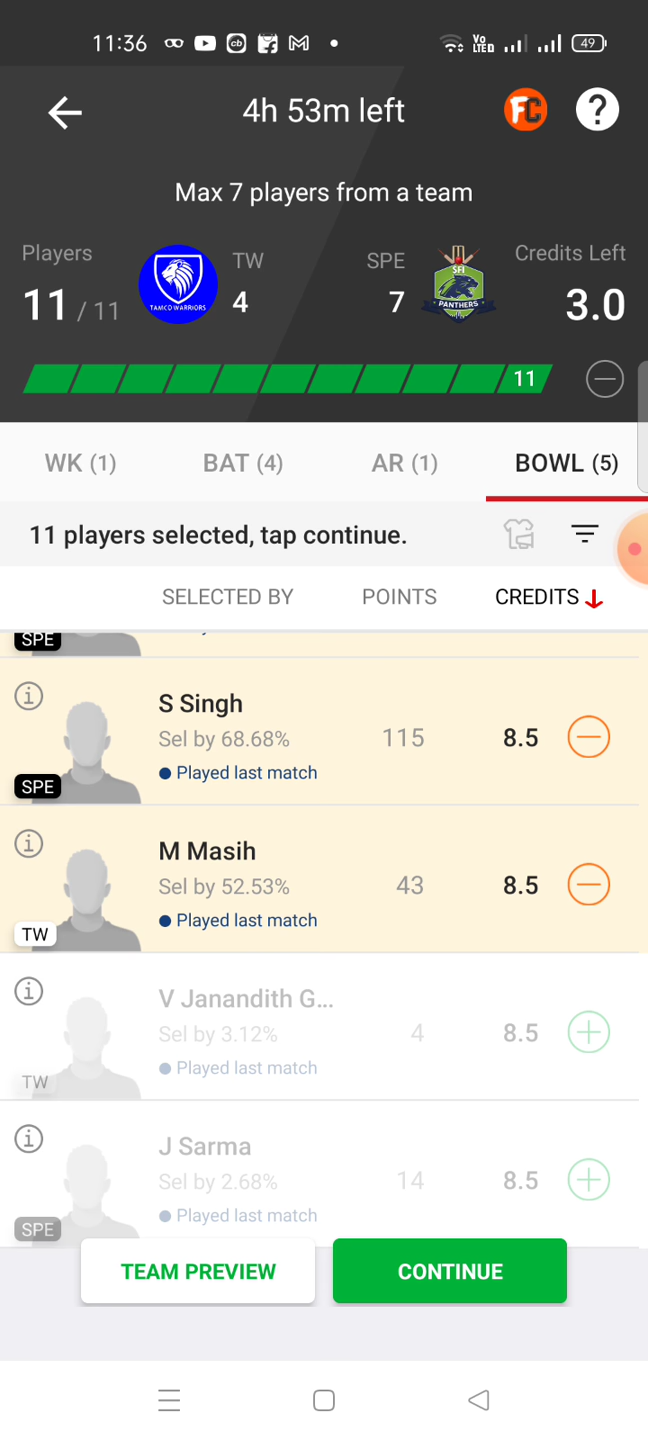 11:36 cb M Vo LTED 49
4h 53m left FC ?
Max 7 players from a team
Players TW SPE Credits Left
11 / 11 TAMCO WARRIORS 4 7 SFI PANTHERS 3.0
11
WK (1) BAT (4) AR (1) BOWL (5)
11 players selected, tap continue.
SELECTED BY POINTS CREDITS
SPE
S Singh
Sel by 68.68% 115 8.5
Played last match
SPE
M Masih
Sel by 52.53% 43 8.5
Played last match
TW
V Janandith G...
Sel by 3.12% 4 8.5
Played last match
TW
J Sarma
Sel by 2.68% 14 8.5
Played last match
SPE
TEAM PREVIEW CONTINUE